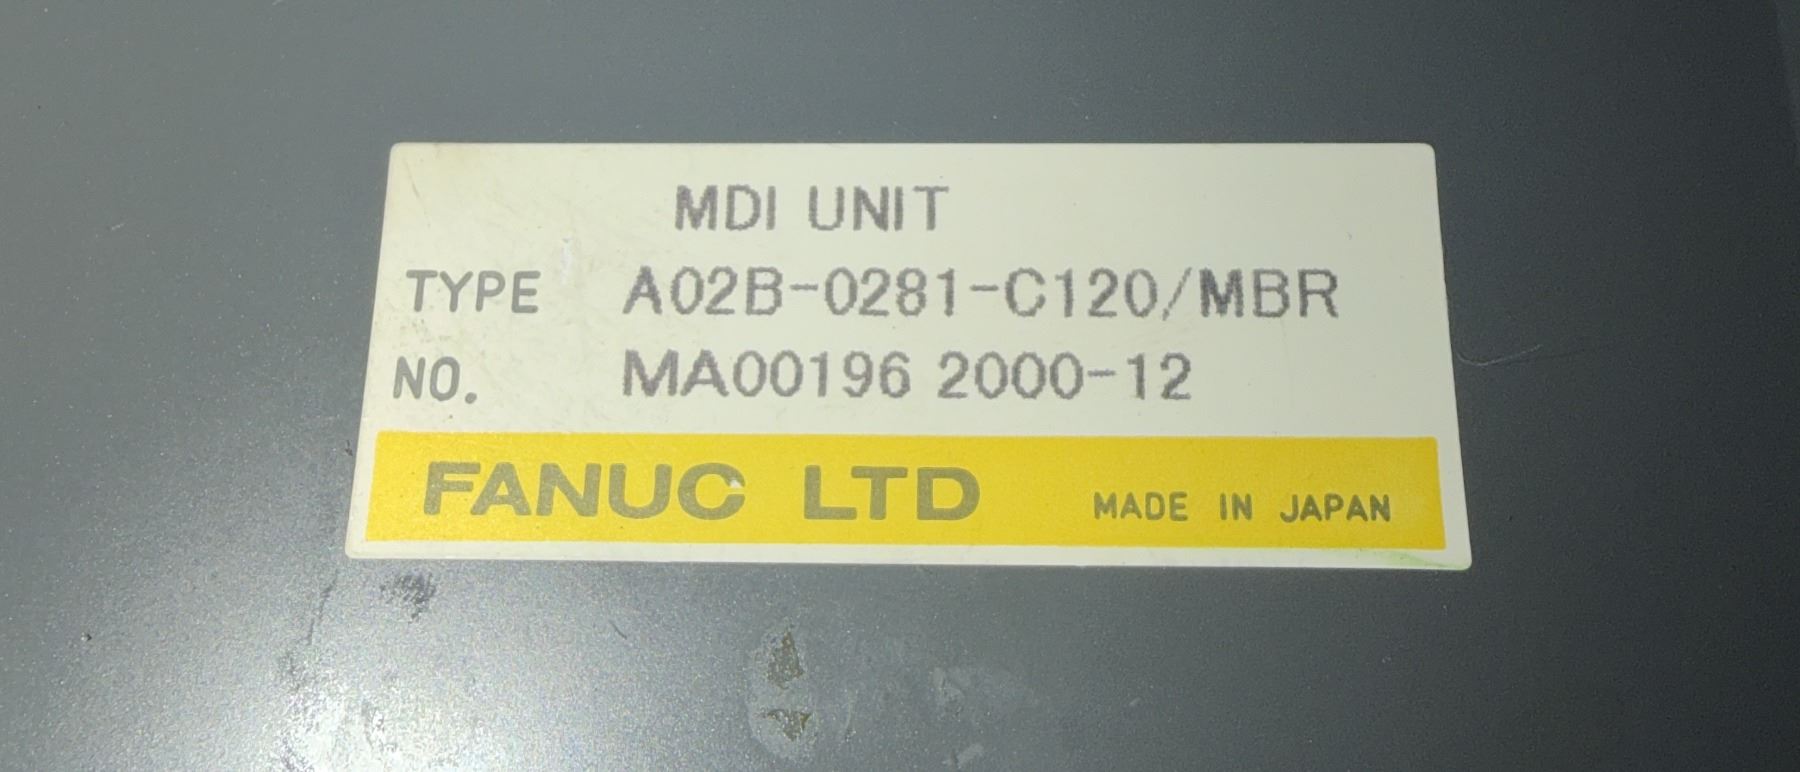 MDI UNIT
TYPE A02B-0281-C120/MBR
NO. MA00196 2000-12
FANUC LTD MADE IN JAPAN